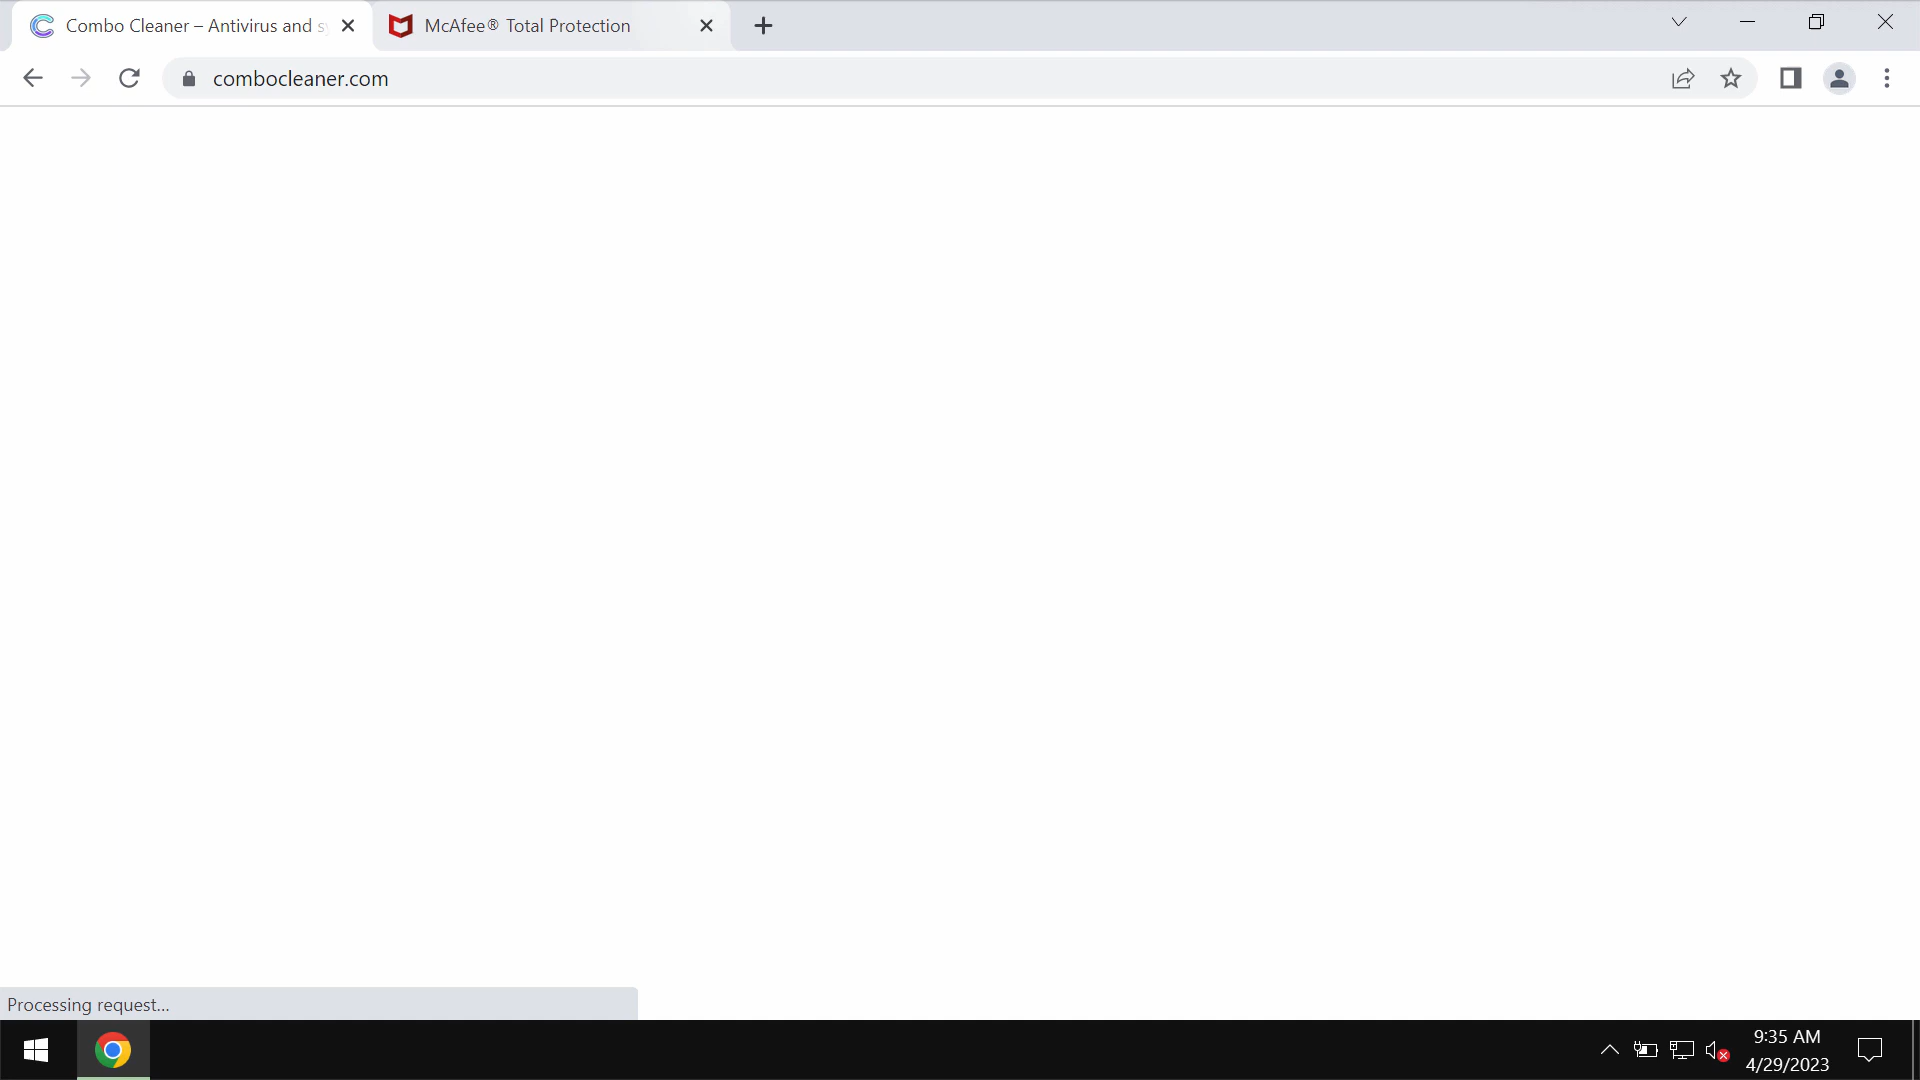 Combo Cleaner – Antivirus and s
McAfee® Total Protection
combocleaner.com
Processing request...
9:35 AM
4/29/2023